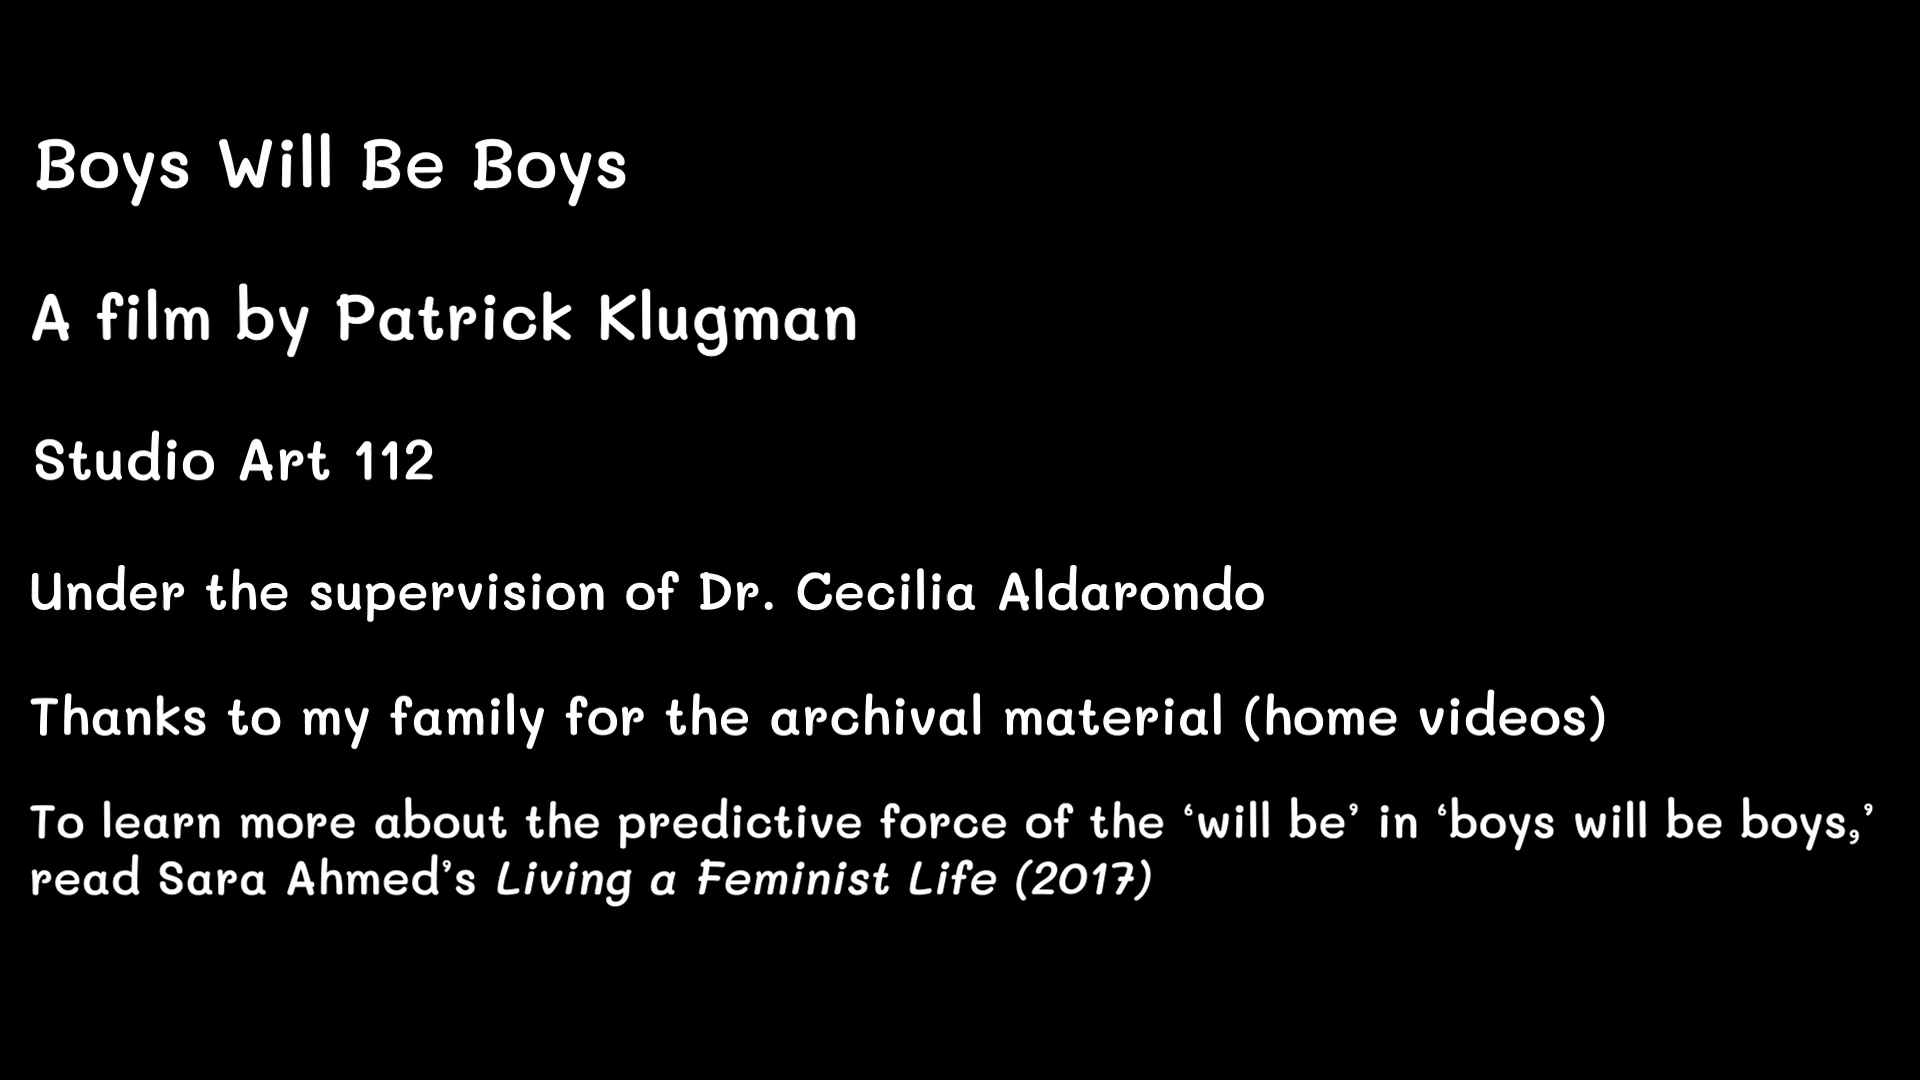 Boys Will Be Boys
A film by Patrick Klugman
Studio Art 112
Under the supervision of Dr. Cecilia Aldarondo
Thanks to my family for the archival material (home videos)
To learn more about the predictive force of the ‘will be’ in ‘boys will be boys,’
read Sara Ahmed’s Living a Feminist Life (2017)